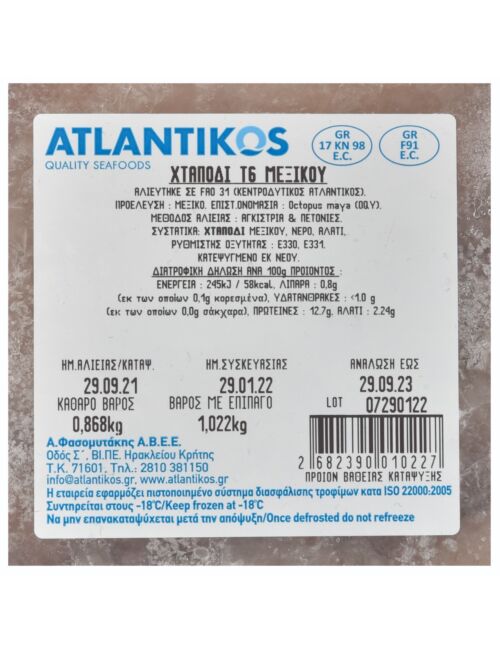 ATLANTIKOS
QUALITY SEAFOODS
GR
17 KN 98
E.C.
GR
F91
E.C.
ΧΤΑΠΟΔΙ Τ6 ΜΕΞΙΚΟΥ
ΑΛΙΕΥΤΗΚΕ ΣΕ FAO 31 (ΚΕΝΤΡΟΔΥΤΙΚΟΣ ΑΤΛΑΝΤΙΚΟΣ).
ΠΡΟΕΛΕΥΣΗ : ΜΕΞΙΚΟ. ΕΠΙΣΤ.ΟΝΟΜΑΣΙΑ : Octopus maya (OQY).
ΜΕΘΟΔΟΣ ΑΛΙΕΙΑΣ : ΑΓΚΙΣΤΡΙΑ & ΠΕΤΟΝΙΕΣ.
ΣΥΣΤΑΤΙΚΑ: ΧΤΑΠΟΔΙ ΜΕΞΙΚΟΥ, ΝΕΡΟ, ΑΛΑΤΙ,
ΡΥΘΜΙΣΤΗΣ ΟΞΥΤΗΤΑΣ : Ε330, Ε331.
ΚΑΤΕΨΥΓΜΕΝΟ ΕΚ ΝΕΟΥ.
ΔΙΑΤΡΟΦΙΚΗ ΔΗΛΩΣΗ ΑΝΑ 100g ΠΡΟΙΟΝΤΟΣ :
ΕΝΕΡΓΕΙΑ : 245kJ / 58kcal, ΛΙΠΑΡΑ : 0,8g
(εκ των οποίων 0,1g κορεσμένα), ΥΔΑΤΑΝΘΡΑΚΕΣ : <1.0 g
(εκ των οποίων 0,0g σάκχαρα), ΠΡΩΤΕΙΝΕΣ : 12.7g, ΑΛΑΤΙ : 2.24g
ΗΜ.ΑΛΙΕΙΑΣ/ΚΑΤΑΨ.
29.09.21
ΚΑΘΑΡΟ ΒΑΡΟΣ
0,868kg
ΗΜ.ΣΥΣΚΕΥΑΣΙΑΣ
29.01.22
ΒΑΡΟΣ ΜΕ ΕΠΙΠΑΓΟ
1,022kg
ΑΝΑΛΩΣΗ ΕΩΣ
29.09.23
LOT 07290122
2 682390 010227
ΠΡΟΙΟΝ ΒΑΘΕΙΑΣ ΚΑΤΑΨΥΞΗΣ
Α.Φασομυτάκης Α.Β.Ε.Ε.
Οδός Σ΄. ΒΙ.ΠΕ. Ηρακλείου Κρήτης
Τ.Κ. 71601, Τηλ.: 2810 381150
info@atlantikos.gr/www.atlantikos.gr
Η εταιρεία εφαρμόζει πιστοποιημένο σύστημα διασφάλισης τροφίμων κατα ISO 22000:2005
Συντηρείται στους -18°C/Keep frozen at -18°C
Να μην επανακαταψύχεται μετά την απόψυξη/Once defrosted do not refreeze